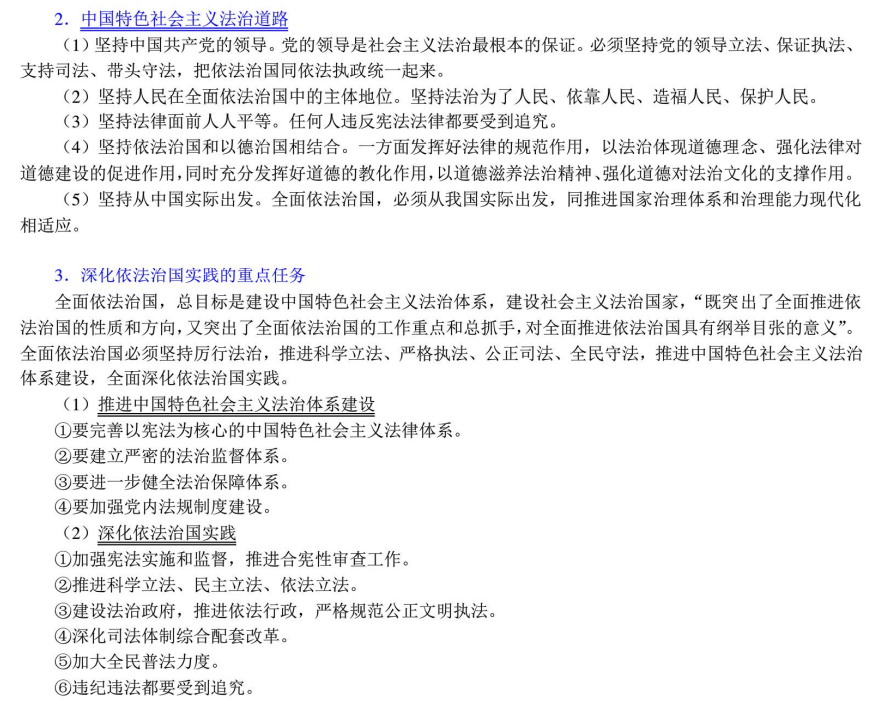 2．中国特色社会主义法治道路
（1）坚持中国共产党的领导。党的领导是社会主义法治最根本的保证。必须坚持党的领导立法、保证执法、
支持司法、带头守法，把依法治国同依法执政统一起来。
（2）坚持人民在全面依法治国中的主体地位。坚持法治为了人民、依靠人民、造福人民、保护人民。
（3）坚持法律面前人人平等。任何人违反宪法法律都要受到追究。
（4）坚持依法治国和以德治国相结合。一方面发挥好法律的规范作用，以法治体现道德理念、强化法律对
道德建设的促进作用，同时充分发挥好道德的教化作用，以道德滋养法治精神、强化道德对法治文化的支撑作用。
（5）坚持从中国实际出发。全面依法治国，必须从我国实际出发，同推进国家治理体系和治理能力现代化
相适应。
3．深化依法治国实践的重点任务
全面依法治国，总目标是建设中国特色社会主义法治体系，建设社会主义法治国家，“既突出了全面推进依
法治国的性质和方向，又突出了全面依法治国的工作重点和总抓手，对全面推进依法治国具有纲举目张的意义”。
全面依法治国必须坚持厉行法治，推进科学立法、严格执法、公正司法、全民守法，推进中国特色社会主义法治
体系建设，全面深化依法治国实践。
（1）推进中国特色社会主义法治体系建设
①要完善以宪法为核心的中国特色社会主义法律体系。
②要建立严密的法治监督体系。
③要进一步健全法治保障体系。
④要加强党内法规制度建设。
（2）深化依法治国实践
①加强宪法实施和监督，推进合宪性审查工作。
②推进科学立法、民主立法、依法立法。
③建设法治政府，推进依法行政，严格规范公正文明执法。
④深化司法体制综合配套改革。
⑤加大全民普法力度。
⑥违纪违法都要受到追究。